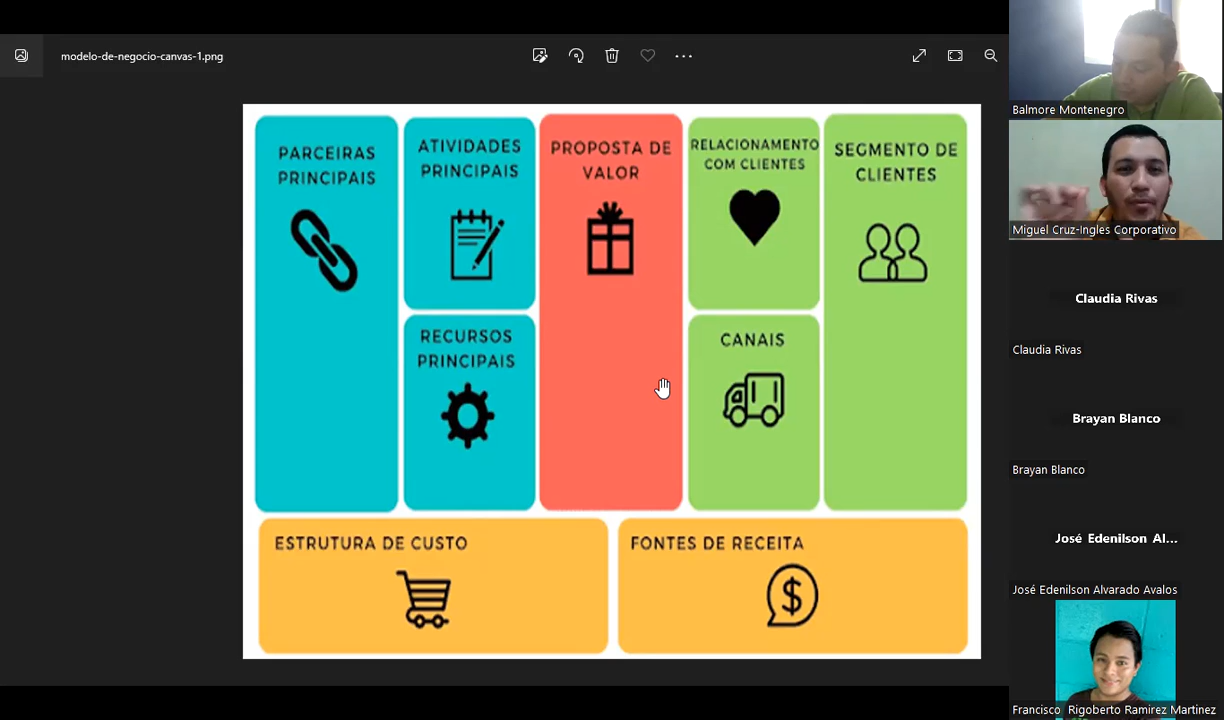 modelo-de-negocio-canvas-1.png
PARCEIRAS
PRINCIPAIS
ATIVIDADES
PRINCIPAIS
RECURSOS
PRINCIPAIS
PROPOSTA DE
VALOR
RELACIONAMENTO
COM CLIENTES
CANAIS
SEGMENTO DE
CLIENTES
ESTRUTURA DE CUSTO
FONTES DE RECEITA
$
Balmore Montenegro
Miguel Cruz-Ingles Corporativo
Claudia Rivas
Claudia Rivas
Brayan Blanco
Brayan Blanco
José Edenilson Al...
José Edenilson Alvarado Avalos
Francisco Rigoberto Ramirez Martinez